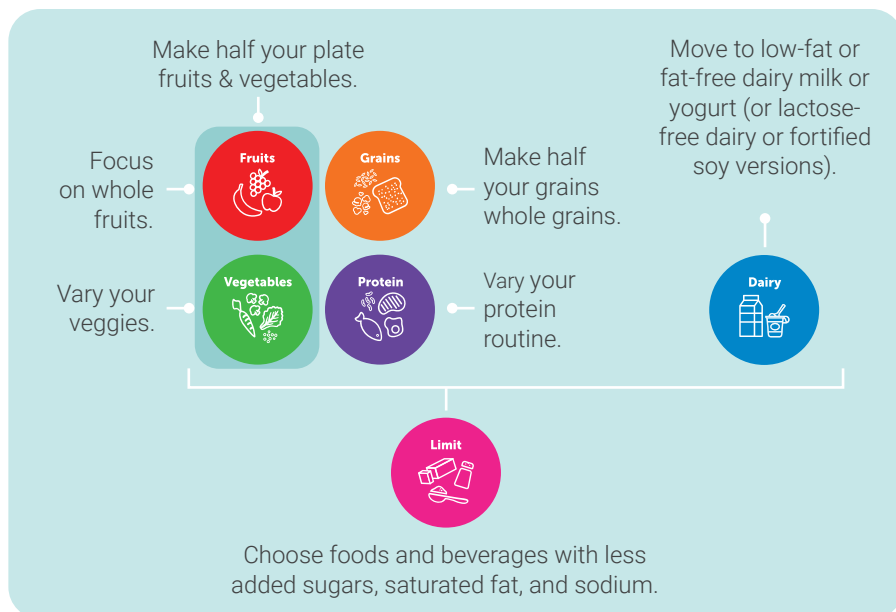 Make half your plate
fruits & vegetables.
Move to low-fat or
fat-free dairy milk or
yogurt (or lactose-
free dairy or fortified
soy versions).
Focus
on whole
fruits.
Fruits
Grains
Make half
your grains
whole grains.
Vary your
veggies.
Vegetables
Protein
Vary your
protein
routine.
Dairy
Limit
Choose foods and beverages with less
added sugars, saturated fat, and sodium.